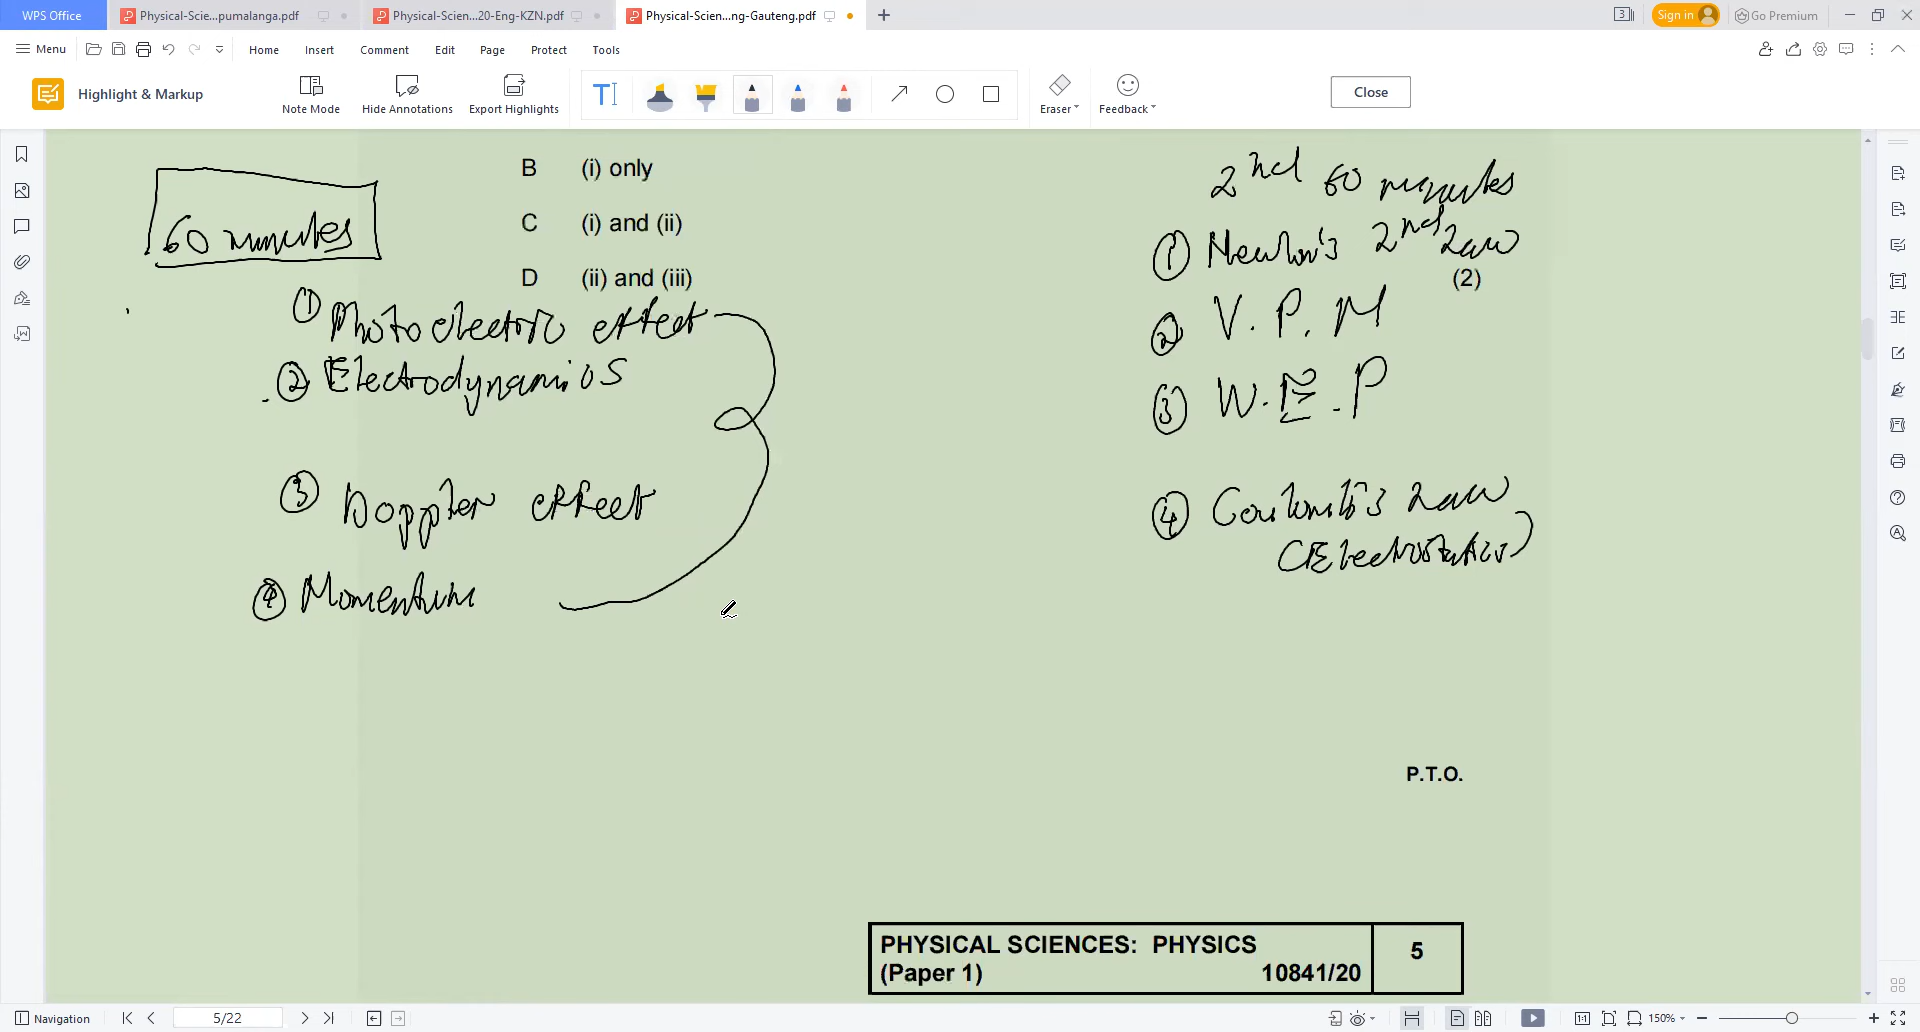 WPS Office
Physical-Scie...pumalanga.pdf
Physical-Scien...20-Eng-KZN.pdf
Physical-Scien...ng-Gauteng.pdf
3
Sign in
Go Premium
Menu
Home
Insert
Comment
Edit
Page
Protect
Tools
Highlight & Markup
Note Mode
Hide Annotations
Export Highlights
T
Eraser
Feedback
Close
B (i) only
C (i) and (ii)
D (ii) and (iii)
(2)
60 minutes
① Photoelectric effect
② Electrodynamics
③ Doppler effect
④ Momentum
2nd 60 minutes
① Newton's 2nd Law
② V.P.M
③ W.E.P
④ Coulomb's Law
(Electrostatics)
P.T.O.
PHYSICAL SCIENCES: PHYSICS
(Paper 1) 10841/20
5
Navigation
5/22
1:1
150%